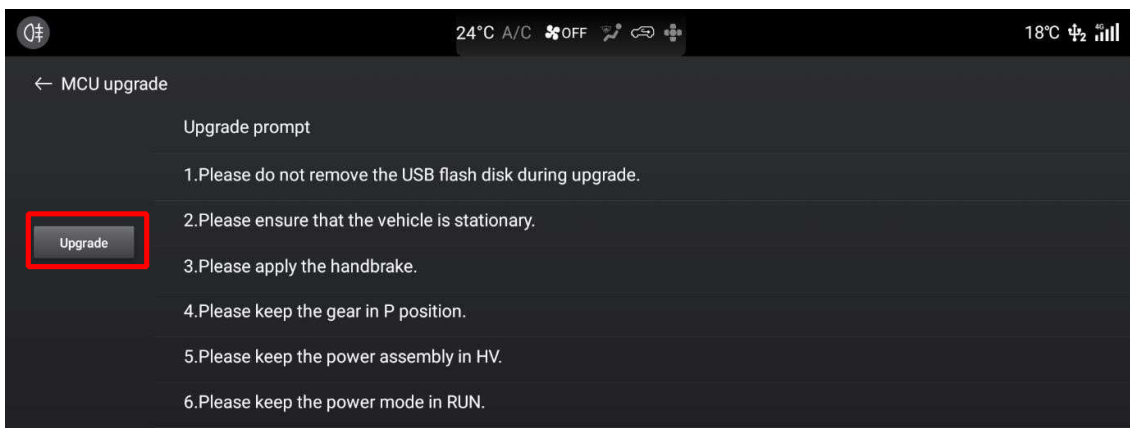 24°C A/C OFF
18°C 2 4G
← MCU upgrade
Upgrade prompt
1.Please do not remove the USB flash disk during upgrade.
2.Please ensure that the vehicle is stationary.
Upgrade
3.Please apply the handbrake.
4.Please keep the gear in P position.
5.Please keep the power assembly in HV.
6.Please keep the power mode in RUN.